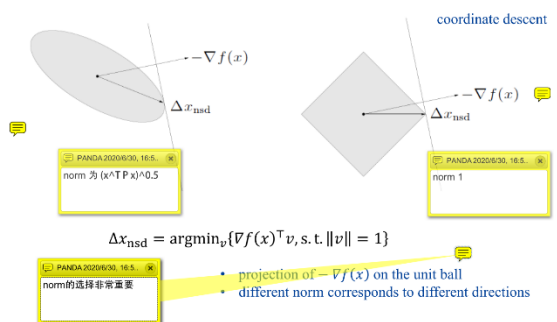 coordinate descent
−∇f(x)
Δx_nsd
−∇f(x)
Δx_nsd
PANDA 2020/6/30, 16:5..
norm 为 (x^T P x)^0.5
PANDA 2020/6/30, 16:5..
norm 1
Δx_nsd = argmin_v{∇f(x)^⊤v, s. t. ‖v‖ = 1}
PANDA 2020/6/30, 16:5..
norm的选择非常重要
• projection of − ∇f(x) on the unit ball
• different norm corresponds to different directions